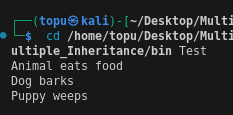 (topu㉿kali)-[~/Desktop/Multi
$ cd /home/topu/Desktop/Multi
ultiple_Inheritance/bin Test
Animal eats food
Dog barks
Puppy weeps